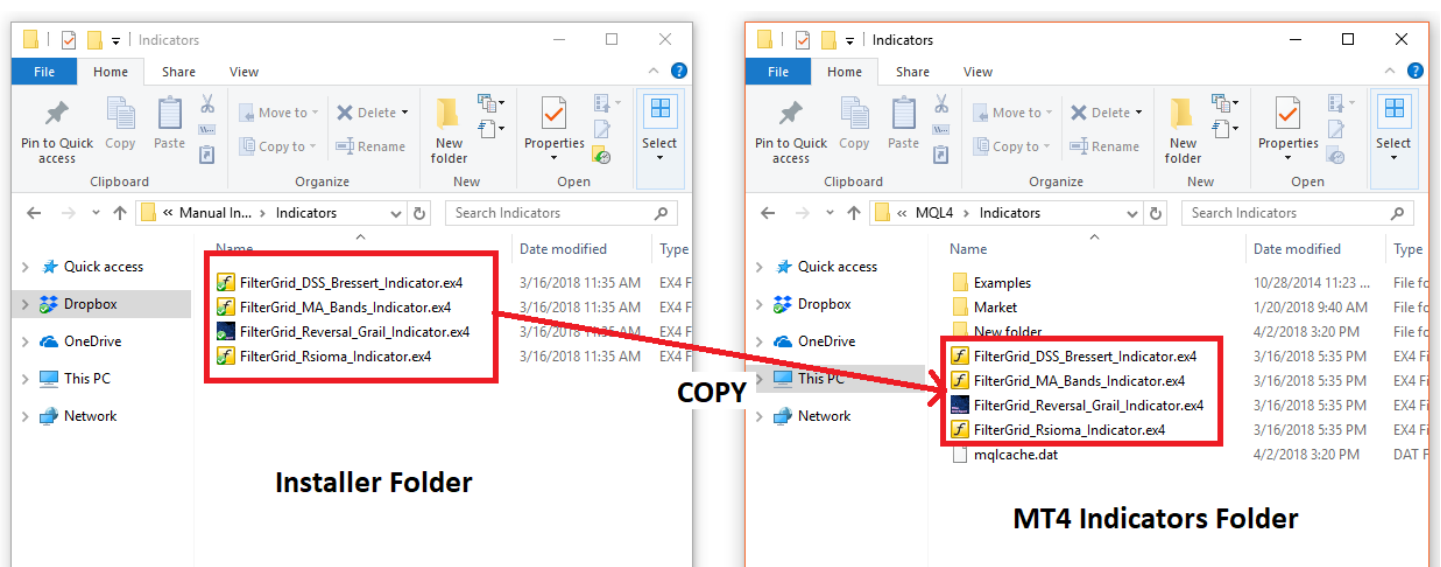 Indicators
File Home Share View
Pin to Quick access
Copy
Paste
Move to
Copy to
Delete
Rename
New folder
Properties
Select
Clipboard Organize New Open
« Manual In... › Indicators
Search Indicators
Name Date modified Type
Quick access
Dropbox
OneDrive
This PC
Network
FilterGrid_DSS_Bressert_Indicator.ex4 3/16/2018 11:35 AM EX4 F
FilterGrid_MA_Bands_Indicator.ex4 3/16/2018 11:35 AM EX4 F
FilterGrid_Reversal_Grail_Indicator.ex4 3/16/2018 11:35 AM EX4 F
FilterGrid_Rsioma_Indicator.ex4 3/16/2018 11:35 AM EX4 F
Installer Folder
COPY
Indicators
File Home Share View
Pin to Quick access
Copy
Paste
Move to
Copy to
Delete
Rename
New folder
Properties
Select
Clipboard Organize New Open
« MQL4 › Indicators
Search Indicators
Name Date modified Type
Quick access
Dropbox
OneDrive
This PC
Network
Examples 10/28/2014 11:23 ... File fo
Market 1/20/2018 9:40 AM File fo
New folder 4/2/2018 3:20 PM File fo
FilterGrid_DSS_Bressert_Indicator.ex4 3/16/2018 5:35 PM EX4 Fi
FilterGrid_MA_Bands_Indicator.ex4 3/16/2018 5:35 PM EX4 Fi
FilterGrid_Reversal_Grail_Indicator.ex4 3/16/2018 5:35 PM EX4 Fi
FilterGrid_Rsioma_Indicator.ex4 3/16/2018 5:35 PM EX4 Fi
mqlcache.dat 4/2/2018 3:20 PM DAT F
MT4 Indicators Folder